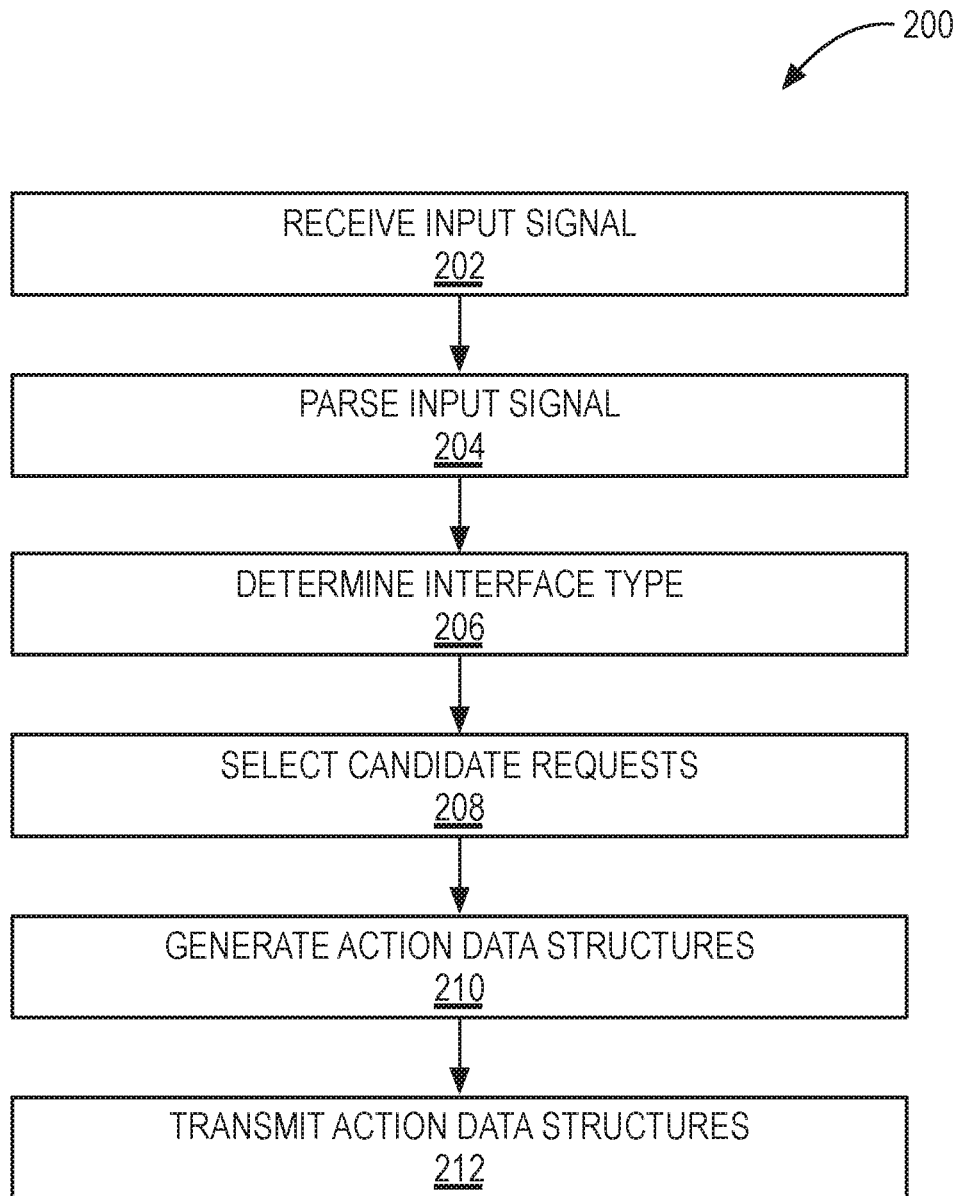 200
RECEIVE INPUT SIGNAL
202
PARSE INPUT SIGNAL
204
DETERMINE INTERFACE TYPE
206
SELECT CANDIDATE REQUESTS
208
GENERATE ACTION DATA STRUCTURES
210
TRANSMIT ACTION DATA STRUCTURES
212